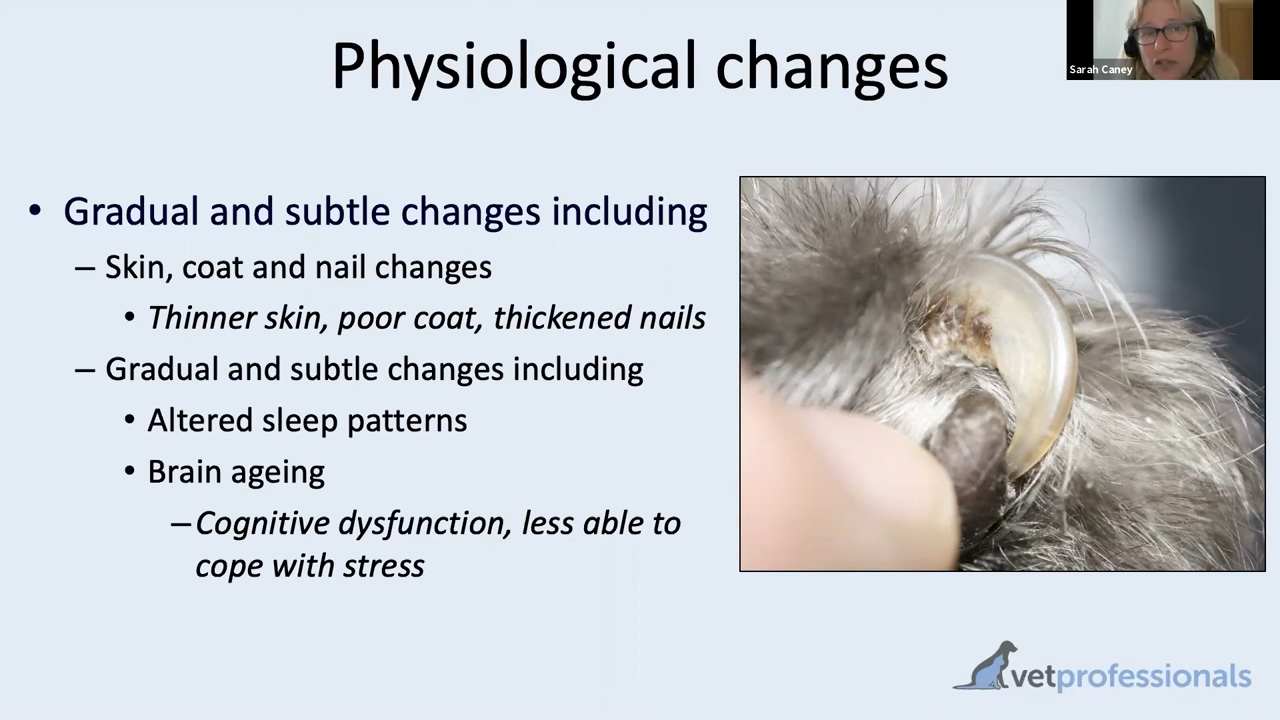 Physiological changes
Sarah Caney
• Gradual and subtle changes including
– Skin, coat and nail changes
• Thinner skin, poor coat, thickened nails
– Gradual and subtle changes including
• Altered sleep patterns
• Brain ageing
– Cognitive dysfunction, less able to
cope with stress
vetprofessionals